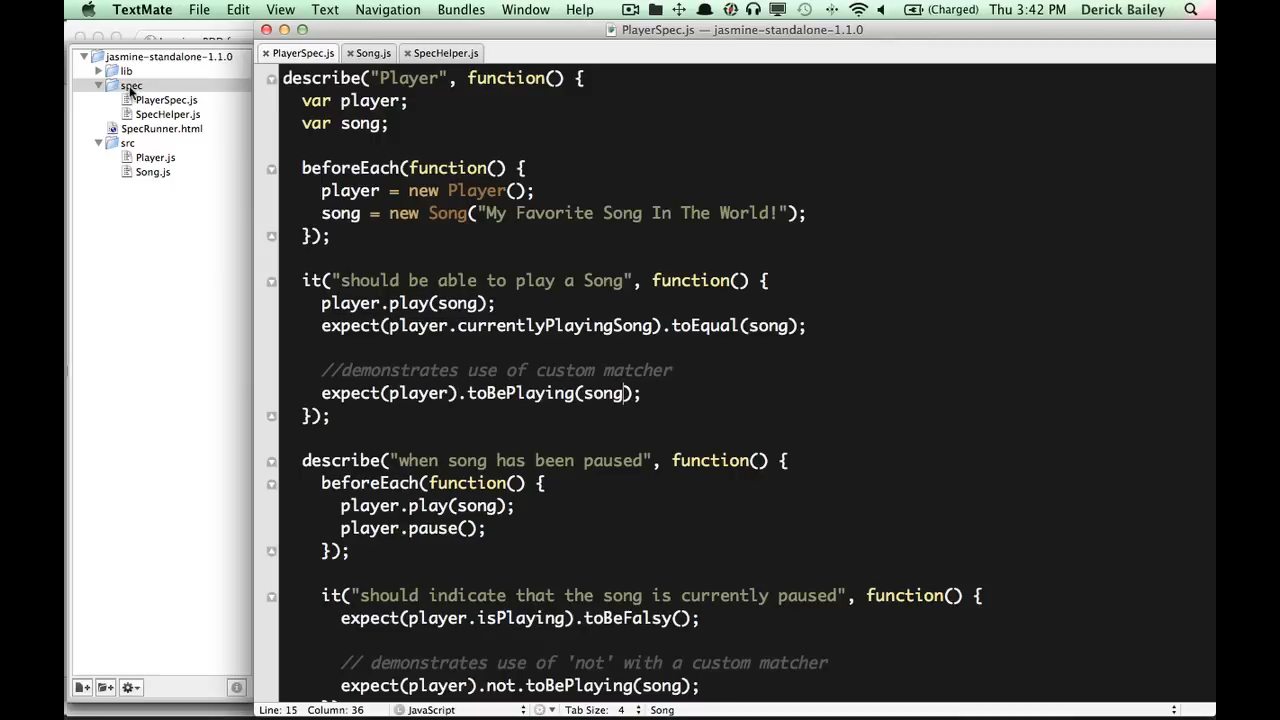 TextMate File Edit View Text Navigation Bundles Window Help (Charged) Thu 3:42 PM Derick Bailey
PlayerSpec.js — jasmine-standalone-1.1.0
jasmine-standalone-1.1.0
lib
spec
PlayerSpec.js
SpecHelper.js
SpecRunner.html
src
Player.js
Song.js
PlayerSpec.js Song.js SpecHelper.js
describe("Player", function() {
var player;
var song;
beforeEach(function() {
player = new Player();
song = new Song("My Favorite Song In The World!");
});
it("should be able to play a Song", function() {
player.play(song);
expect(player.currentlyPlayingSong).toEqual(song);
//demonstrates use of custom matcher
expect(player).toBePlaying(song);
});
describe("when song has been paused", function() {
beforeEach(function() {
player.play(song);
player.pause();
});
it("should indicate that the song is currently paused", function() {
expect(player.isPlaying).toBeFalsy();
// demonstrates use of 'not' with a custom matcher
expect(player).not.toBePlaying(song);
Line: 15 Column: 36 JavaScript Tab Size: 4 Song